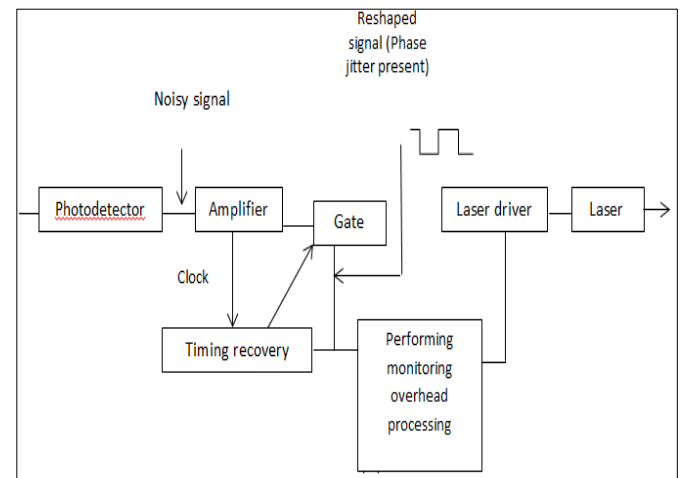 Reshaped
signal (Phase
jitter present)
Noisy signal
Photodetector
Amplifier
Gate
Laser driver
Laser
Clock
Timing recovery
Performing
monitoring
overhead
processing